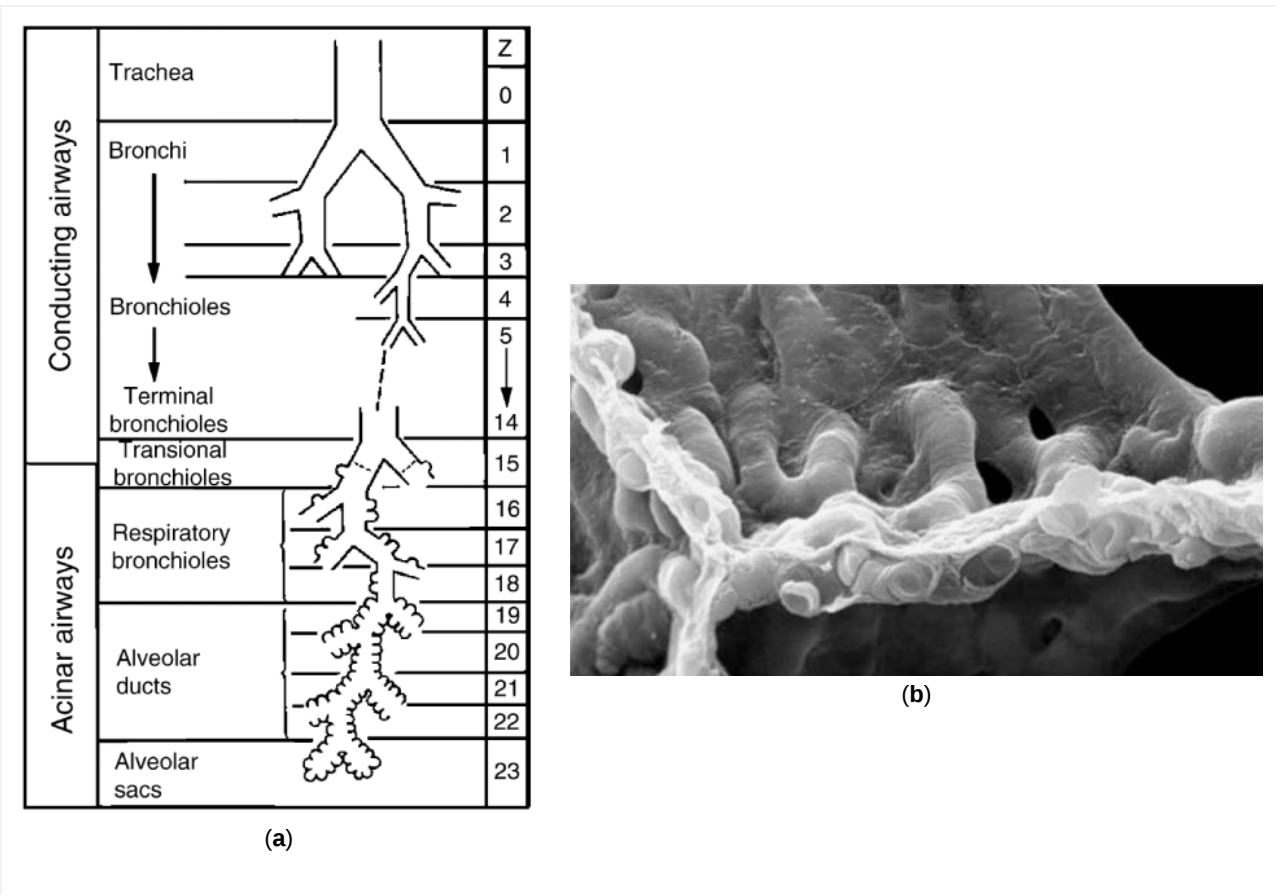 Z
Trachea
0
Conducting airways
Bronchi
1
2
3
Bronchioles
4
5
Terminal
bronchioles
14
Transional
bronchioles
15
Acinar airways
Respiratory
bronchioles
16
17
18
Alveolar
ducts
19
20
21
22
Alveolar
sacs
23
(a)
(b)